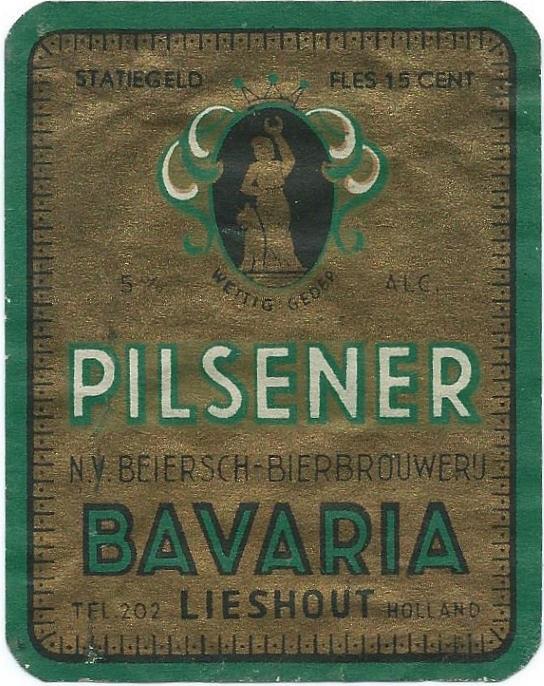 STATIEGELD FLES 15 CENT
5% ALC.
WETTIG GEDEP
PILSENER
N.V. BEIERSCH-BIERBROUWERIJ
BAVARIA
TEL. 202 LIESHOUT HOLLAND